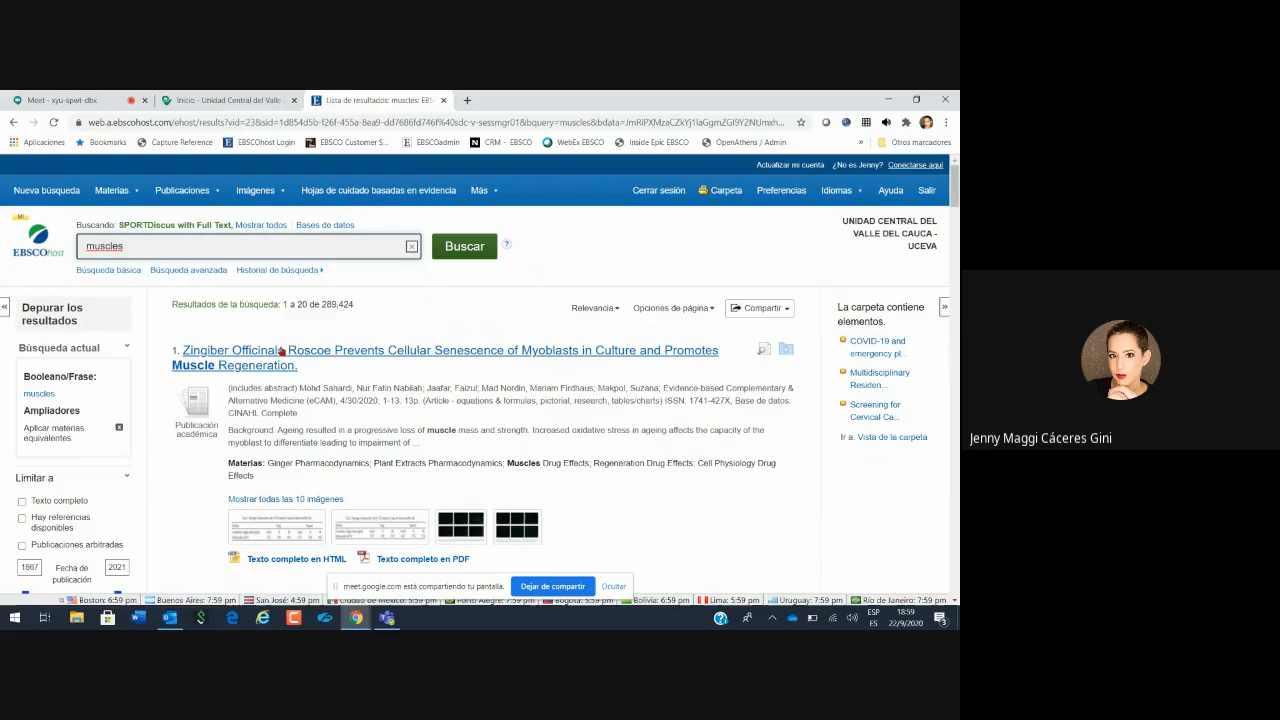 Meet - xyu-spwt-dbx
Inicio - Unidad Central del Valle
Lista de resultados: muscles: EBS
web.a.ebscohost.com/ehost/results?vid=23&sid=1d854d5b-f26f-455a-8ea9-dd7686fd746f%40sdc-v-sessmgr01&bquery=muscles&bdata=
Aplicaciones
Bookmarks
Capture Reference
EBSCOhost Login
EBSCO Customer S...
EBSCOadmin
CRM - EBSCO
WebEx EBSCO
Inside Epic EBSCO
OpenAthens / Admin
»
Otros marcadores
Actualizar mi cuenta ¿No es Jenny? Conectarse aquí
Nueva búsqueda Materias Publicaciones Imágenes Hojas de cuidado basadas en evidencia Más
Cerrar sesión Carpeta Preferencias Idiomas Ayuda Salir
MI
EBSCOhost
Buscando: SPORTDiscus with Full Text, Mostrar todos | Bases de datos
muscles
Buscar
?
Búsqueda básica Búsqueda avanzada Historial de búsqueda
UNIDAD CENTRAL DEL
VALLE DEL CAUCA -
UCEVA
«
Depurar los
resultados
Búsqueda actual
Booleano/Frase:
muscles
Ampliadores
Aplicar materias
equivalentes
Limitar a
Texto completo
Hay referencias
disponibles
Publicaciones arbitradas
1867
Fecha de
publicación
2021
Resultados de la búsqueda: 1 a 20 de 289,424
Relevancia Opciones de página Compartir
1. Zingiber Officinale Roscoe Prevents Cellular Senescence of Myoblasts in Culture and Promotes
Muscle Regeneration.
Publicación
académica
(includes abstract) Mohd Sahardi, Nur Fatin Nabilah; Jaafar, Faizul; Mad Nordin, Mariam Firdhaus; Makpol, Suzana; Evidence-based Complementary &
Alternative Medicine (eCAM), 4/30/2020; 1-13. 13p. (Article - equations & formulas, pictorial, research, tables/charts) ISSN: 1741-427X, Base de datos:
CINAHL Complete
Background. Ageing resulted in a progressive loss of muscle mass and strength. Increased oxidative stress in ageing affects the capacity of the
myoblast to differentiate leading to impairment of ...
Materias: Ginger Pharmacodynamics; Plant Extracts Pharmacodynamics; Muscles Drug Effects; Regeneration Drug Effects; Cell Physiology Drug
Effects
Mostrar todas las 10 imágenes
Texto completo en HTML Texto completo en PDF
»
La carpeta contiene
elementos.
COVID-19 and
emergency pl...
Multidisciplinary
Residen...
Screening for
Cervical Ca...
Ir a: Vista de la carpeta
meet.google.com está compartiendo tu pantalla. Dejar de compartir Ocultar
Boston: 6:59 pm Buenos Aires: 7:59 pm San José: 4:59 pm Bolivia: 6:59 pm Lima: 5:59 pm Uruguay: 7:59 pm Río de Janeiro: 7:59 pm
ESP
ES
18:59
22/9/2020
3
Jenny Maggi Cáceres Gini